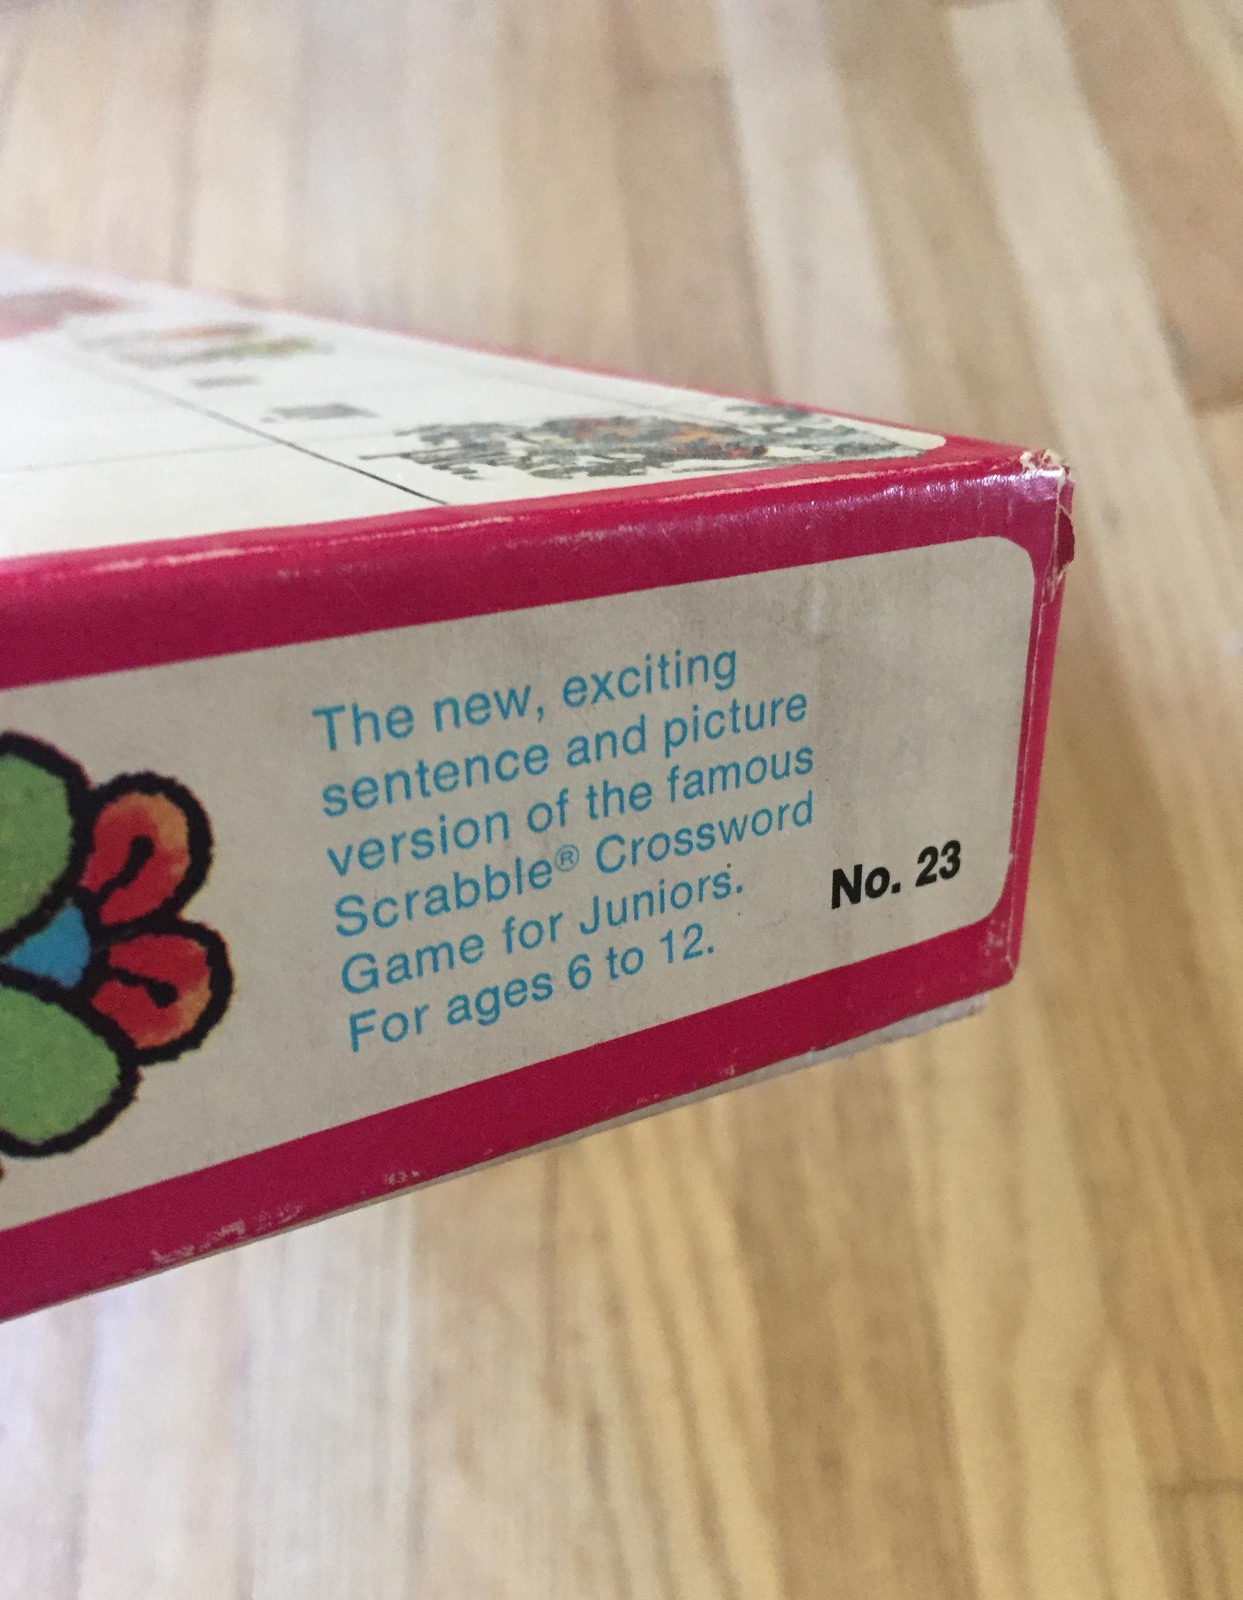 The new, exciting
sentence and picture
version of the famous
Scrabble® Crossword
Game for Juniors.
For ages 6 to 12.
No. 23